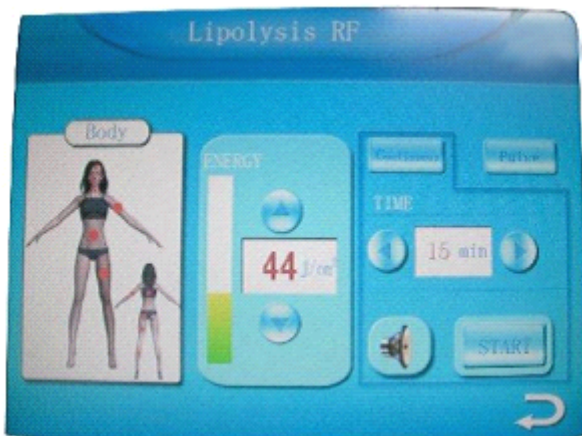 Lipolysis RF
Body
ENERGY
44 J/cm²
Continuous
Pulse
TIME
15 min
START